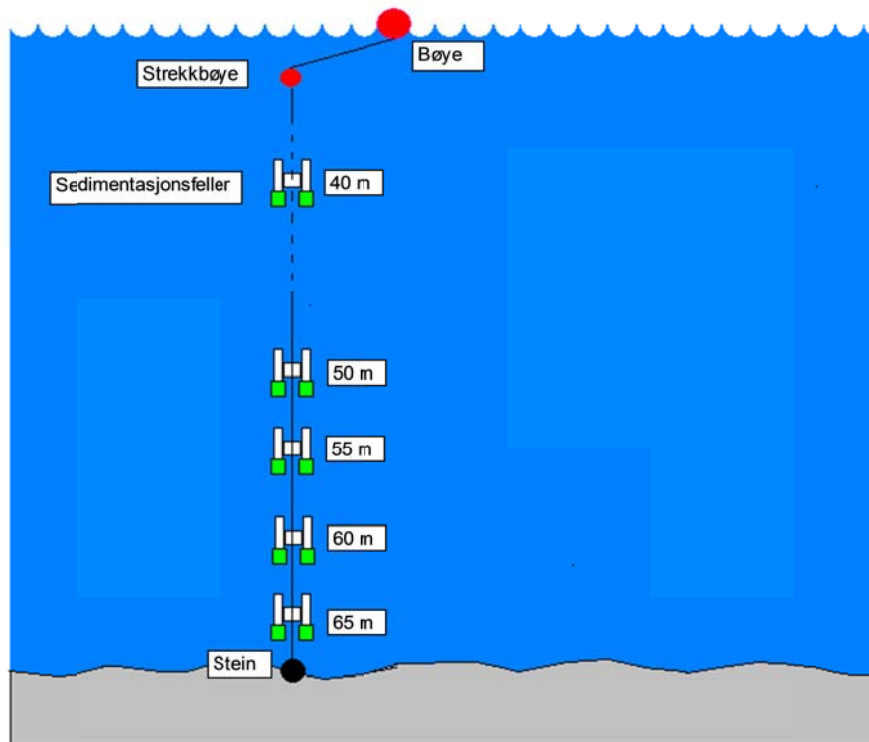 Bøye
Strekkbøye
Sedimentasjonsfeller
40 m
50 m
55 m
60 m
65 m
Stein